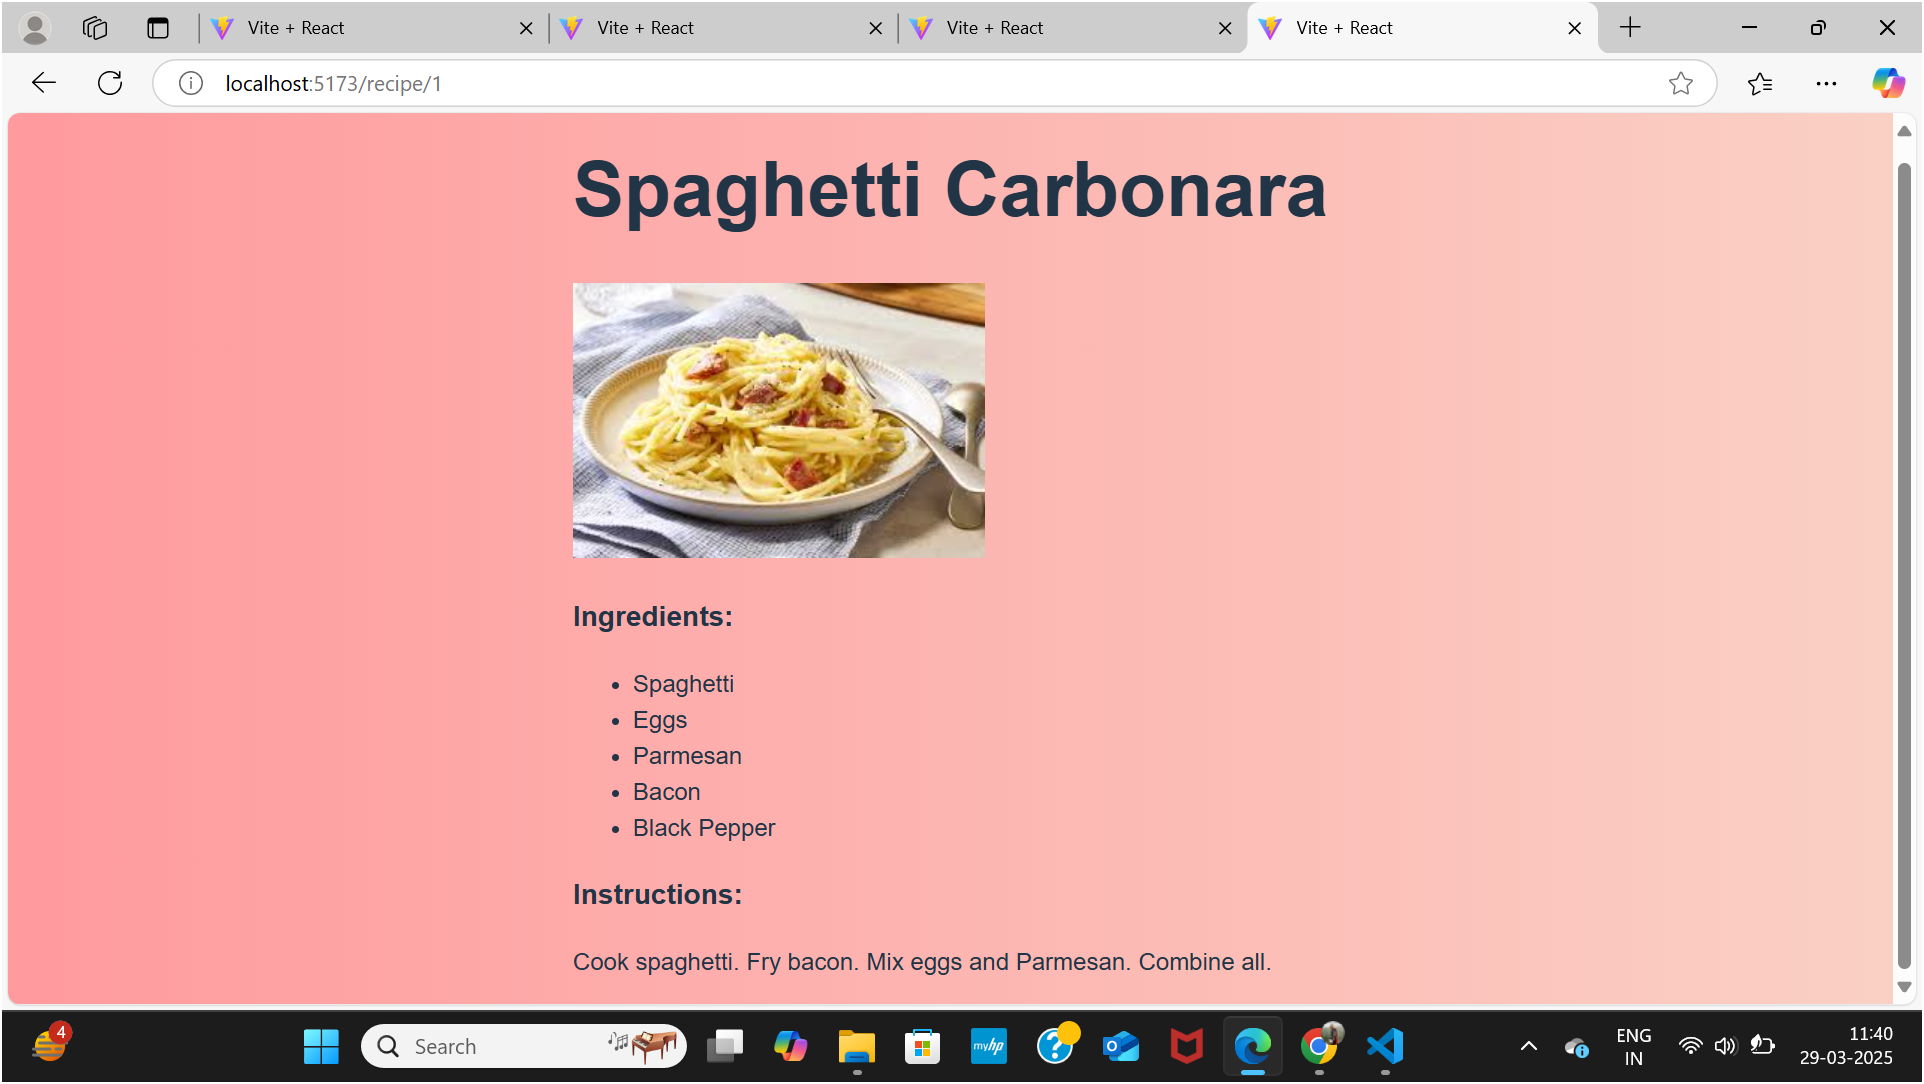 Vite + React
Vite + React
Vite + React
Vite + React
localhost:5173/recipe/1
Spaghetti Carbonara
Ingredients:
Spaghetti
Eggs
Parmesan
Bacon
Black Pepper
Instructions:
Cook spaghetti. Fry bacon. Mix eggs and Parmesan. Combine all.
4
Search
myhp
ENG
IN
11:40
29-03-2025